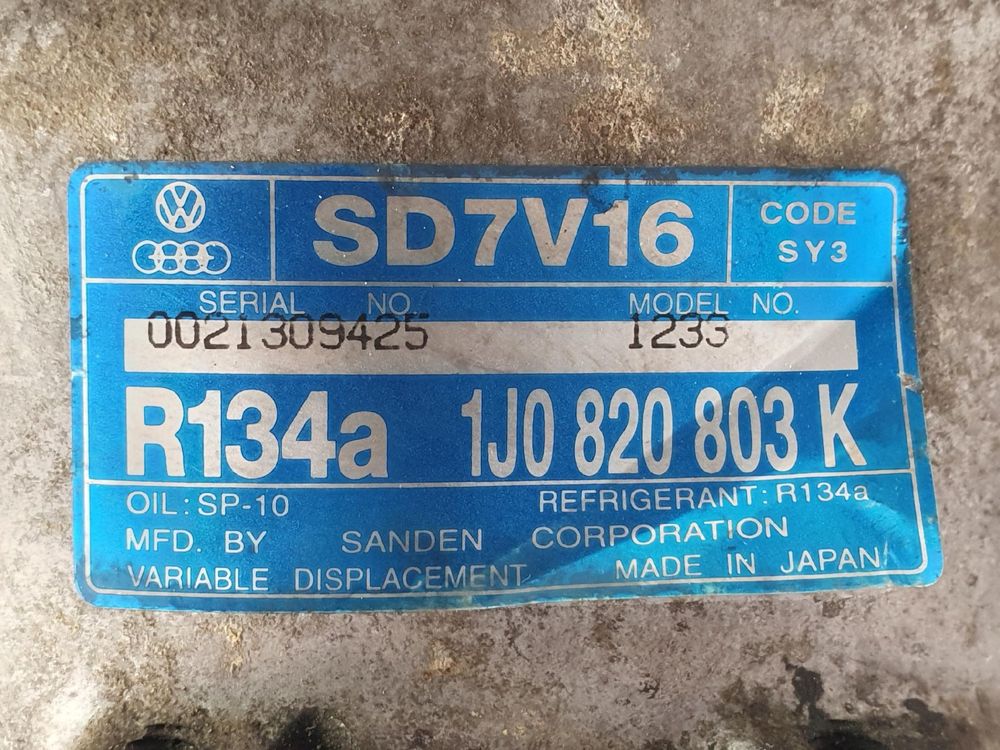 VW
SD7V16
CODE
SY3
SERIAL NO.
MODEL NO.
0021309425
1233
R134a
1J0 820 803 K
OIL: SP-10
REFRIGERANT: R134a
MFD. BY SANDEN CORPORATION
VARIABLE DISPLACEMENT
MADE IN JAPAN